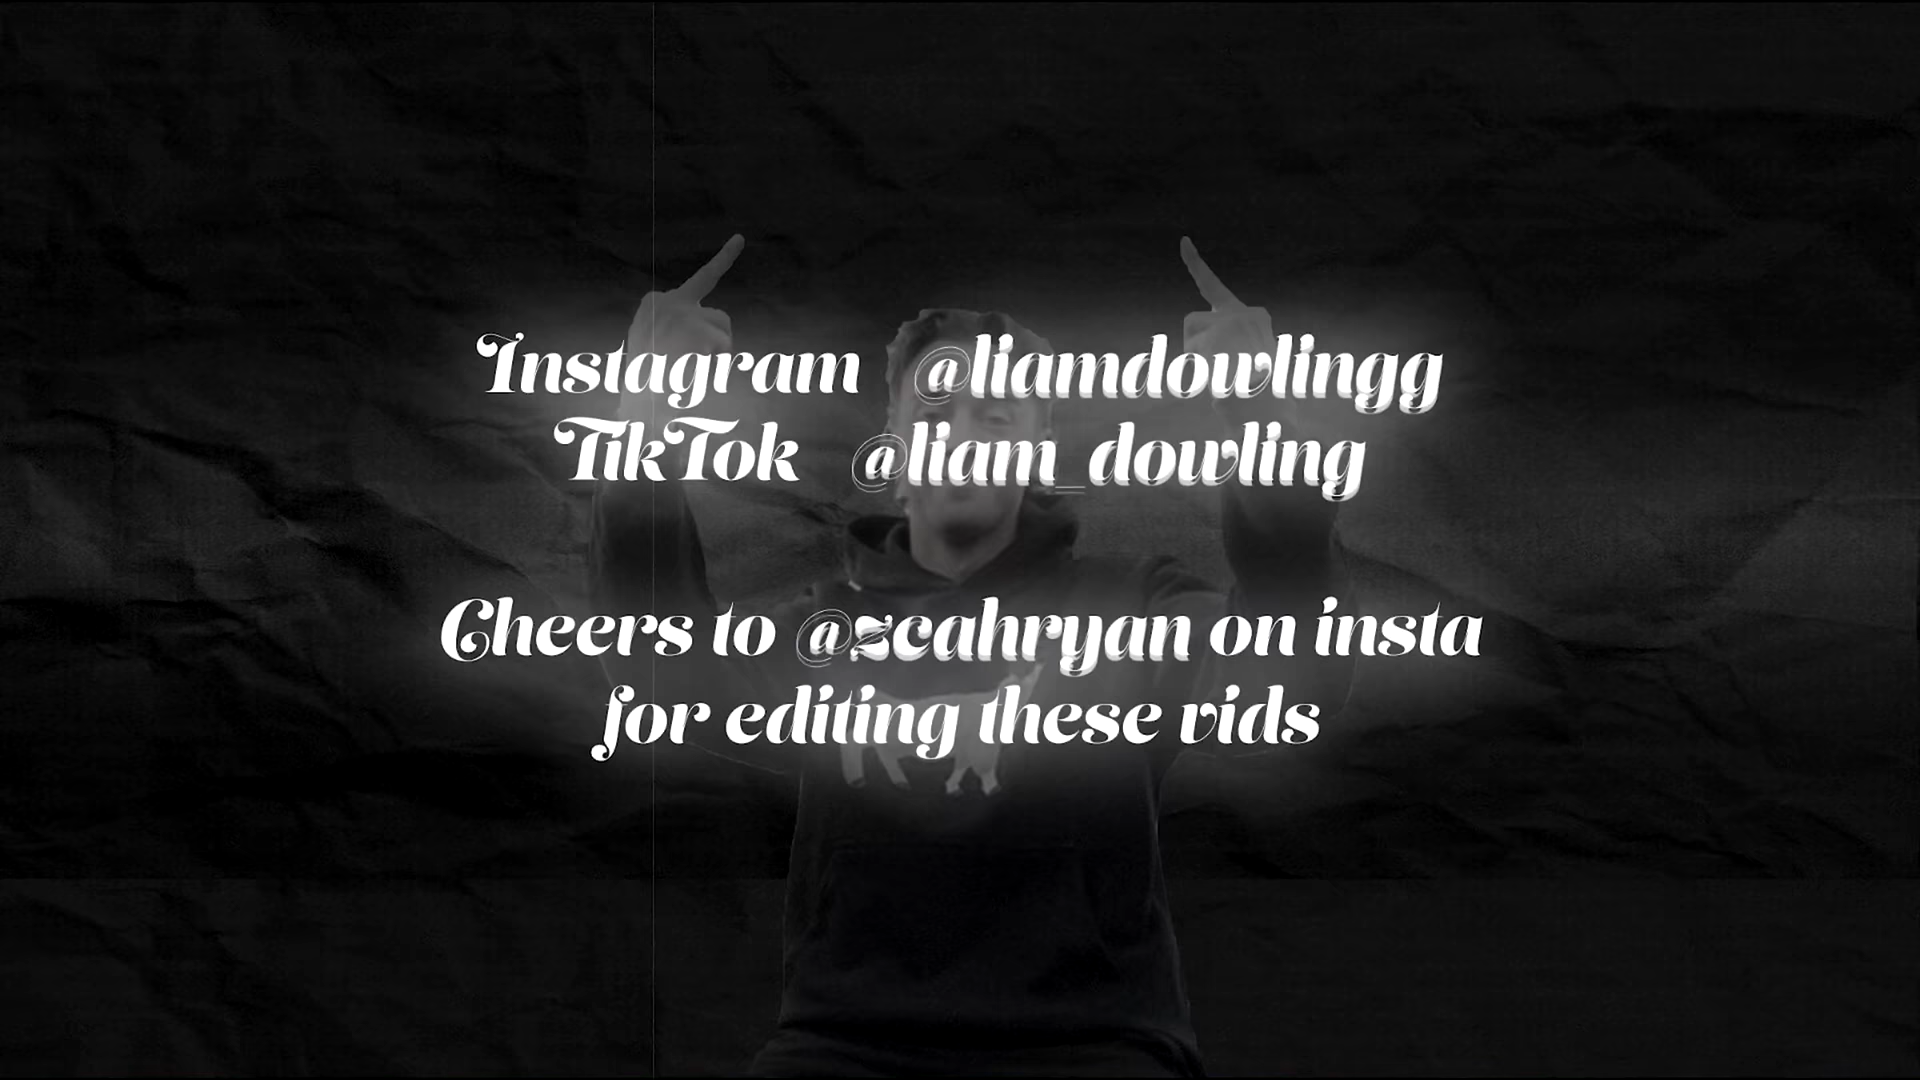 Instagram @liamdowlingg
TikTok @liam_dowling
Cheers to @zcahryan on insta
for editing these vids